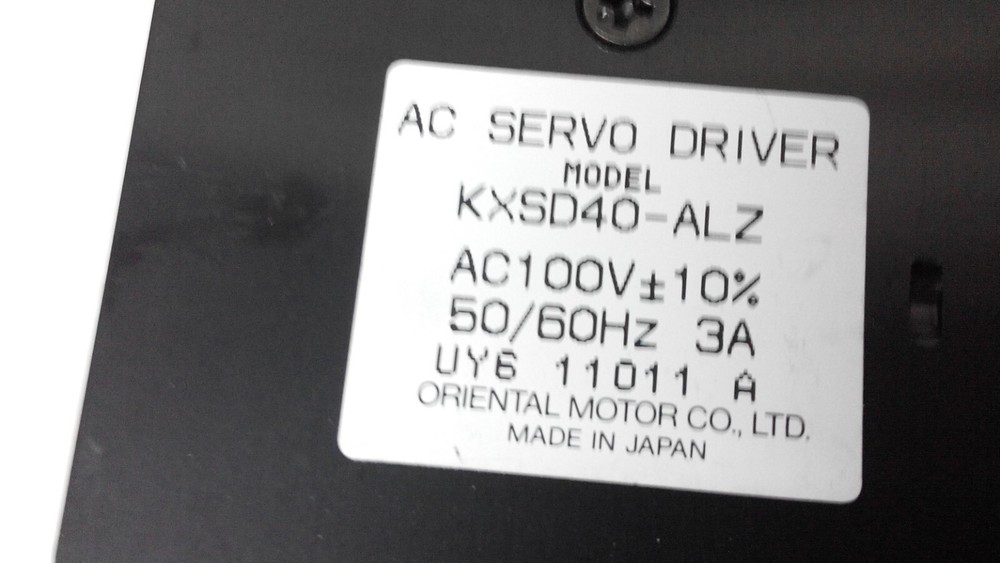 AC SERVO DRIVER
MODEL
KXSD40-ALZ
AC100V±10%
50/60Hz 3A
UY6 11011 A
ORIENTAL MOTOR CO., LTD.
MADE IN JAPAN